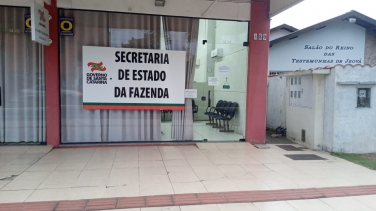 GOVERNO
DE SANTA
CATARINA
SECRETARIA
DE ESTADO
DA FAZENDA
SALÃO DO REINO
DAS
TESTEMUNHAS DE JEOVÁ